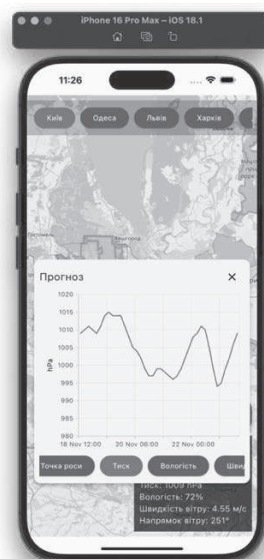 iPhone 16 Pro Max – iOS 18.1
11:26
Київ
Одеса
Львів
Харків
Вишгород
Прогноз
1020
1015
1010
1005
1000
995
990
985
980
hPa
18 Nov 12:00
20 Nov 06:00
22 Nov 00:00
Точка роси
Тиск
Вологість
Тиск: 1009 hPa
Вологість: 72%
Швидкість вітру: 4.55 м/с
Напрямок вітру: 251°